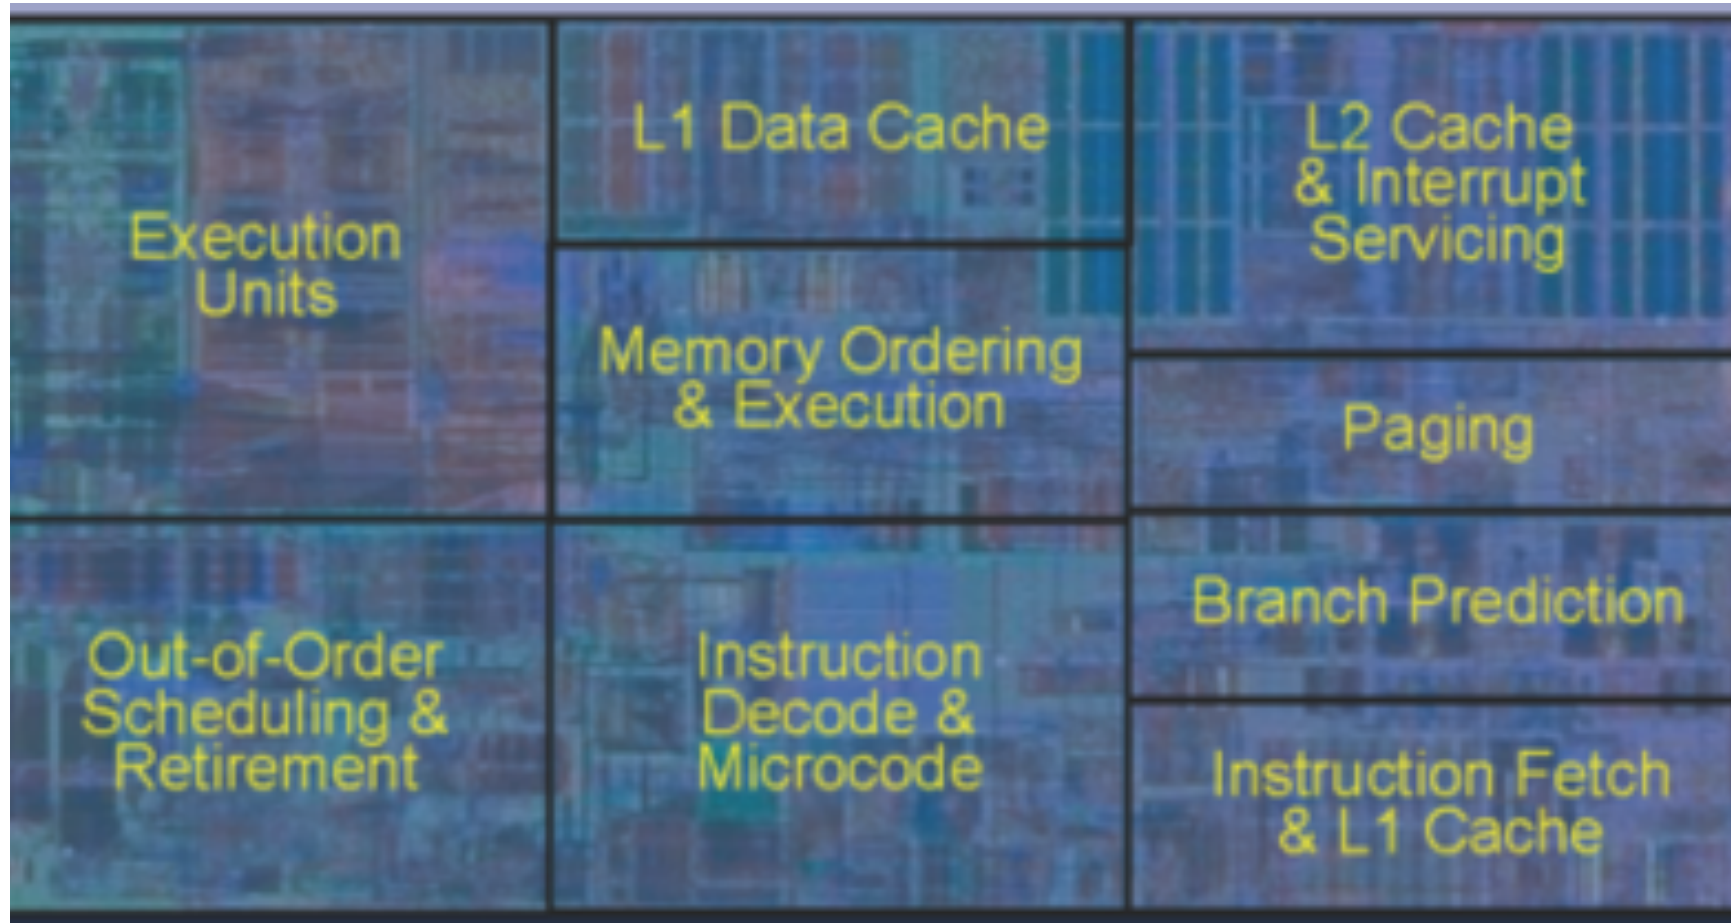 Execution
Units
L1 Data Cache
L2 Cache
& Interrupt
Servicing
Memory Ordering
& Execution
Paging
Branch Prediction
Out-of-Order
Scheduling &
Retirement
Instruction
Decode &
Microcode
Instruction Fetch
& L1 Cache